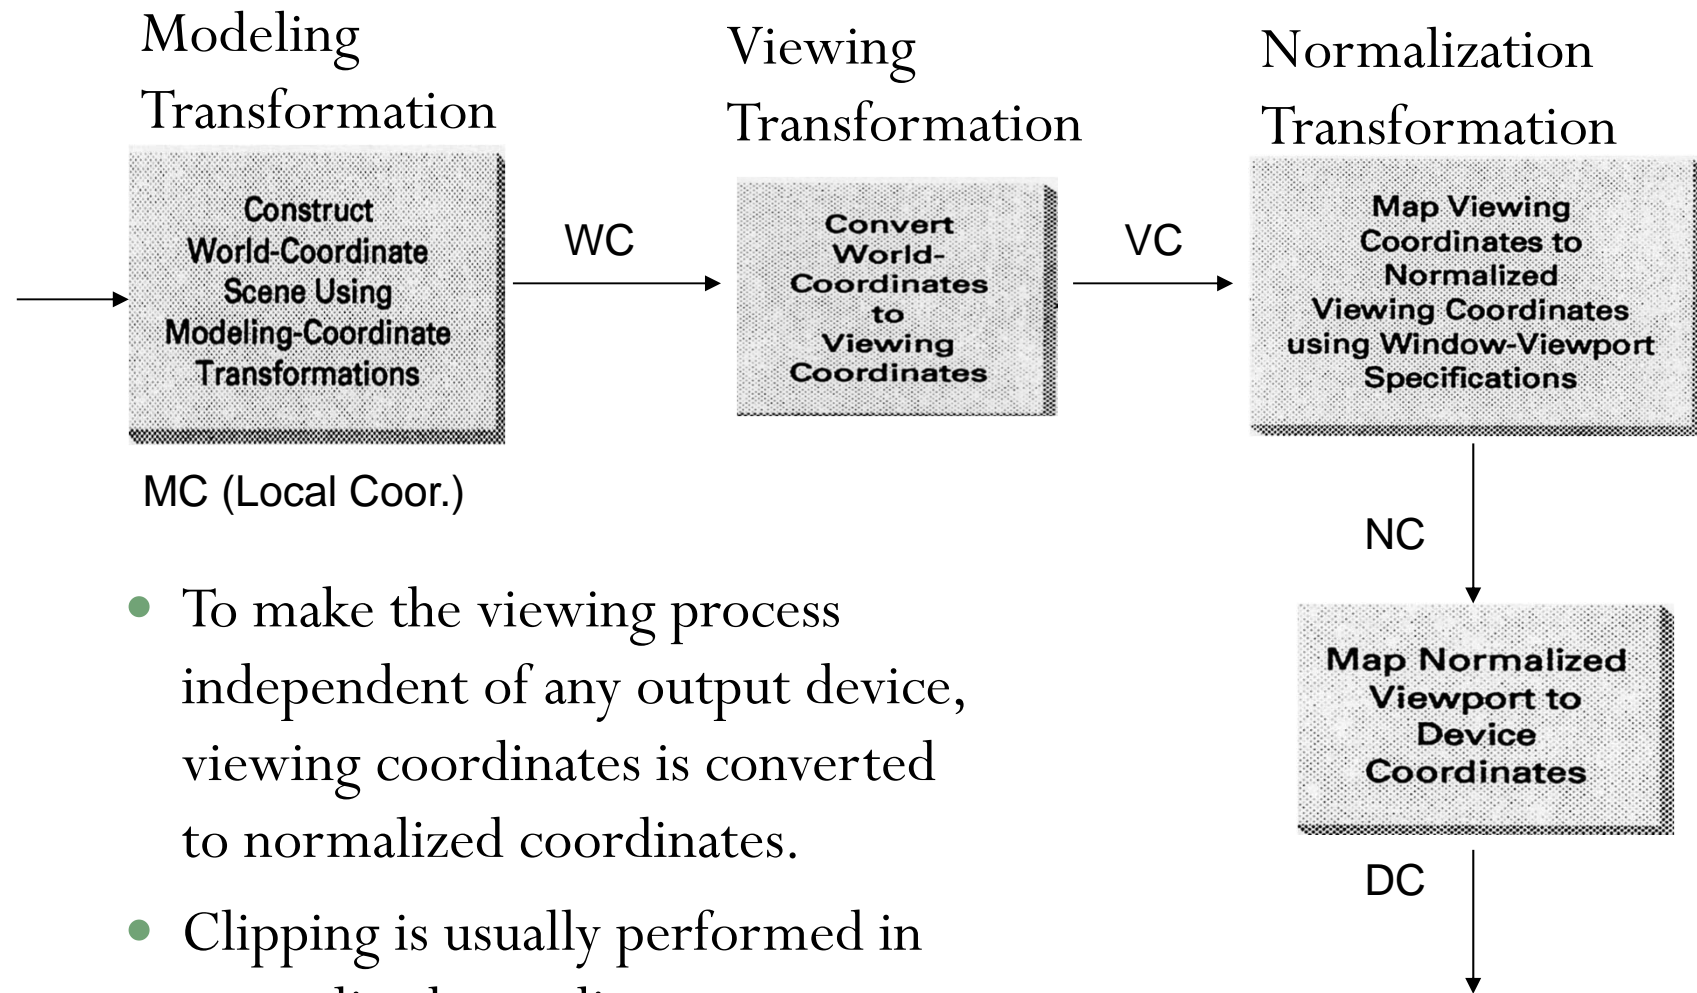 Modeling
Transformation
Construct
World-Coordinate
Scene Using
Modeling-Coordinate
Transformations
MC (Local Coor.)
WC
Viewing
Transformation
Convert
World-
Coordinates
to
Viewing
Coordinates
VC
Normalization
Transformation
Map Viewing
Coordinates to
Normalized
Viewing Coordinates
using Window-Viewport
Specifications
NC
Map Normalized
Viewport to
Device
Coordinates
DC
To make the viewing process
independent of any output device,
viewing coordinates is converted
to normalized coordinates.
Clipping is usually performed in